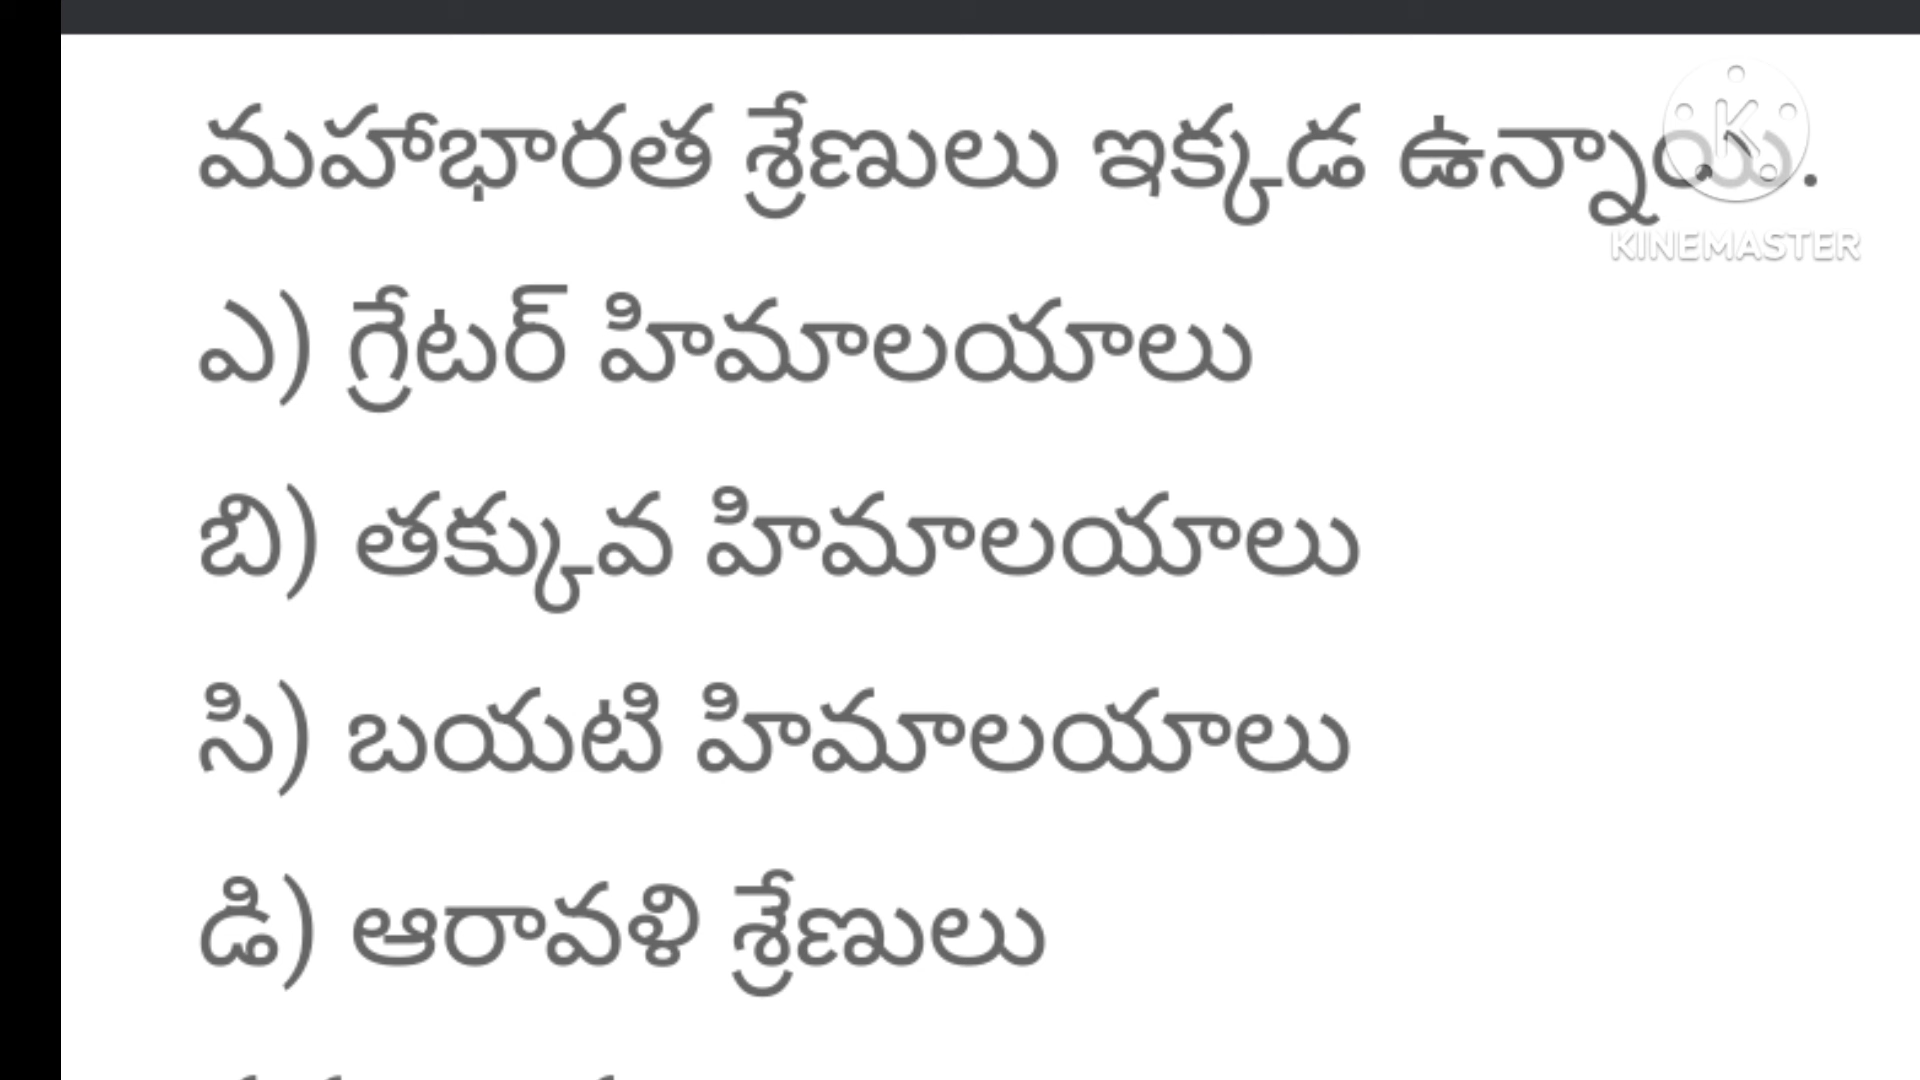 మహాభారత శ్రేణులు ఇక్కడ ఉన్నాయి.
KINEMASTER
ఎ) గ్రేటర్ హిమాలయాలు
బి) తక్కువ హిమాలయాలు
సి) బయటి హిమాలయాలు
డి) ఆరావళి శ్రేణులు